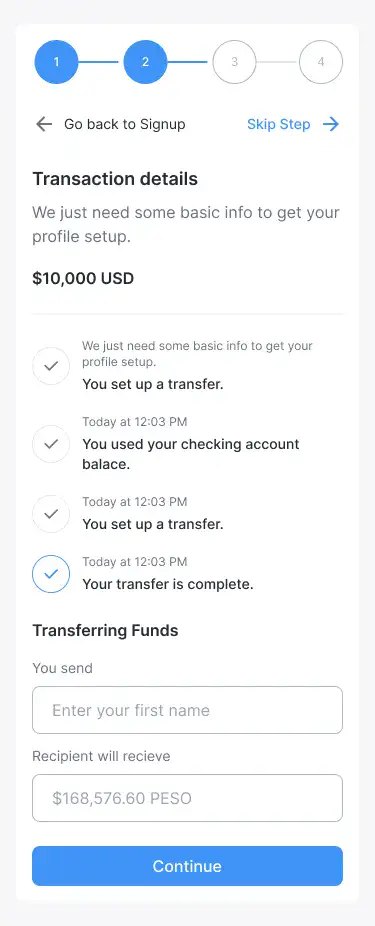 1 2 3 4
Go back to Signup Skip Step
Transaction details
We just need some basic info to get your
profile setup.
$10,000 USD
We just need some basic info to get your
profile setup.
You set up a transfer.
Today at 12:03 PM
You used your checking account
balace.
Today at 12:03 PM
You set up a transfer.
Today at 12:03 PM
Your transfer is complete.
Transferring Funds
You send
Enter your first name
Recipient will recieve
$168,576.60 PESO
Continue